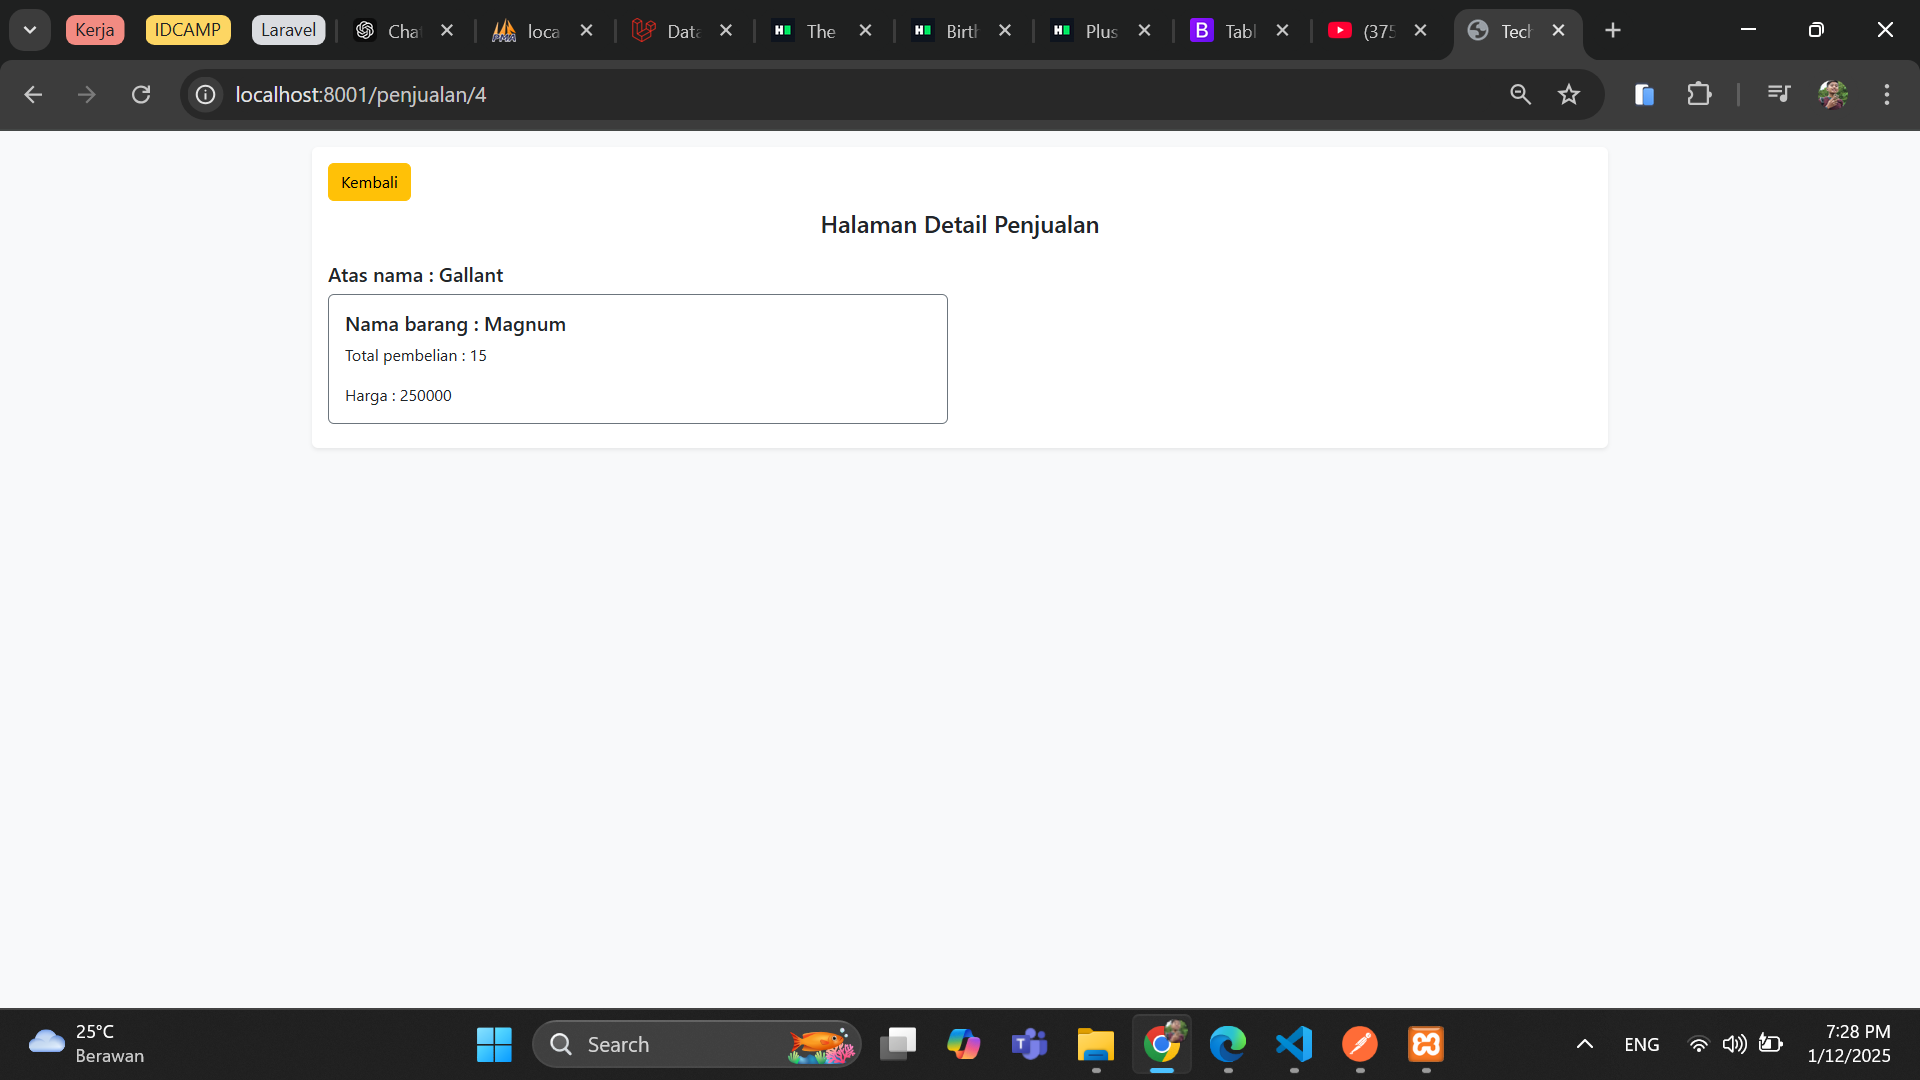 Kerja
IDCAMP
Laravel
Chat
loca
Data
The
Birth
Plus
Tabl
(375
Tech
localhost:8001/penjualan/4
Kembali
Halaman Detail Penjualan
Atas nama : Gallant
Nama barang : Magnum
Total pembelian : 15
Harga : 250000
25°C
Berawan
Search
ENG
7:28 PM
1/12/2025